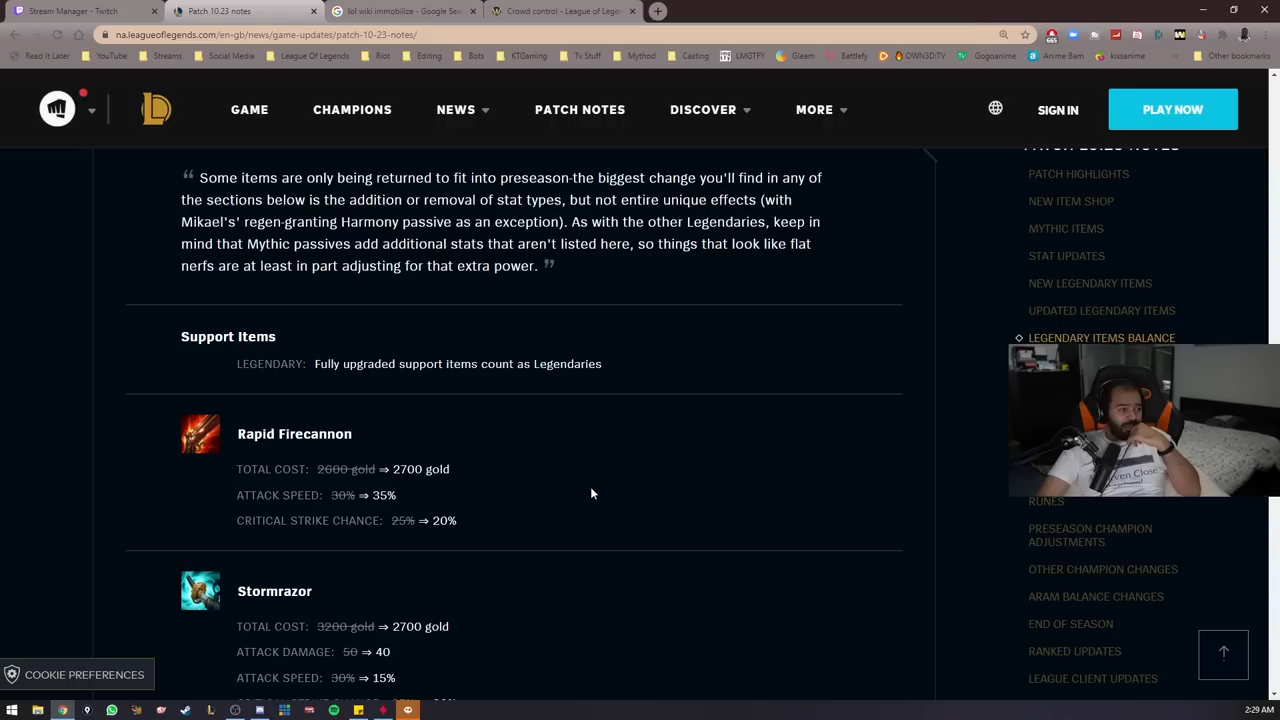 Stream Manager - Twitch
Patch 10.23 notes
lol wiki immobilize - Google Sea
Crowd control - League of Lege
na.leagueoflegends.com/en-gb/news/game-updates/patch-10-23-notes/
665
Read It Later YouTube Streams Social Media League Of Legends Riot Editing Bots KTGaming Tv Stuff Mythod Casting LMGTFY Gleam Battlefy OWN3D:TV Gogoanime Anime Bam kissanime Other bookmarks
GAME CHAMPIONS NEWS PATCH NOTES DISCOVER MORE SIGN IN PLAY NOW
“ Some items are only being returned to fit into preseason-the biggest change you'll find in any of
the sections below is the addition or removal of stat types, but not entire unique effects (with
Mikael's' regen-granting Harmony passive as an exception). As with the other Legendaries, keep in
mind that Mythic passives add additional stats that aren't listed here, so things that look like flat
nerfs are at least in part adjusting for that extra power. ”
Support Items
LEGENDARY: Fully upgraded support items count as Legendaries
Rapid Firecannon
TOTAL COST: 2600 gold ⇒ 2700 gold
ATTACK SPEED: 30% ⇒ 35%
CRITICAL STRIKE CHANCE: 25% ⇒ 20%
Stormrazor
TOTAL COST: 3200 gold ⇒ 2700 gold
ATTACK DAMAGE: 50 ⇒ 40
ATTACK SPEED: 30% ⇒ 15%
PATCH HIGHLIGHTS
NEW ITEM SHOP
MYTHIC ITEMS
STAT UPDATES
NEW LEGENDARY ITEMS
UPDATED LEGENDARY ITEMS
LEGENDARY ITEMS BALANCE
RUNES
PRESEASON CHAMPION
ADJUSTMENTS
OTHER CHAMPION CHANGES
ARAM BALANCE CHANGES
END OF SEASON
RANKED UPDATES
LEAGUE CLIENT UPDATES
COOKIE PREFERENCES
2:29 AM